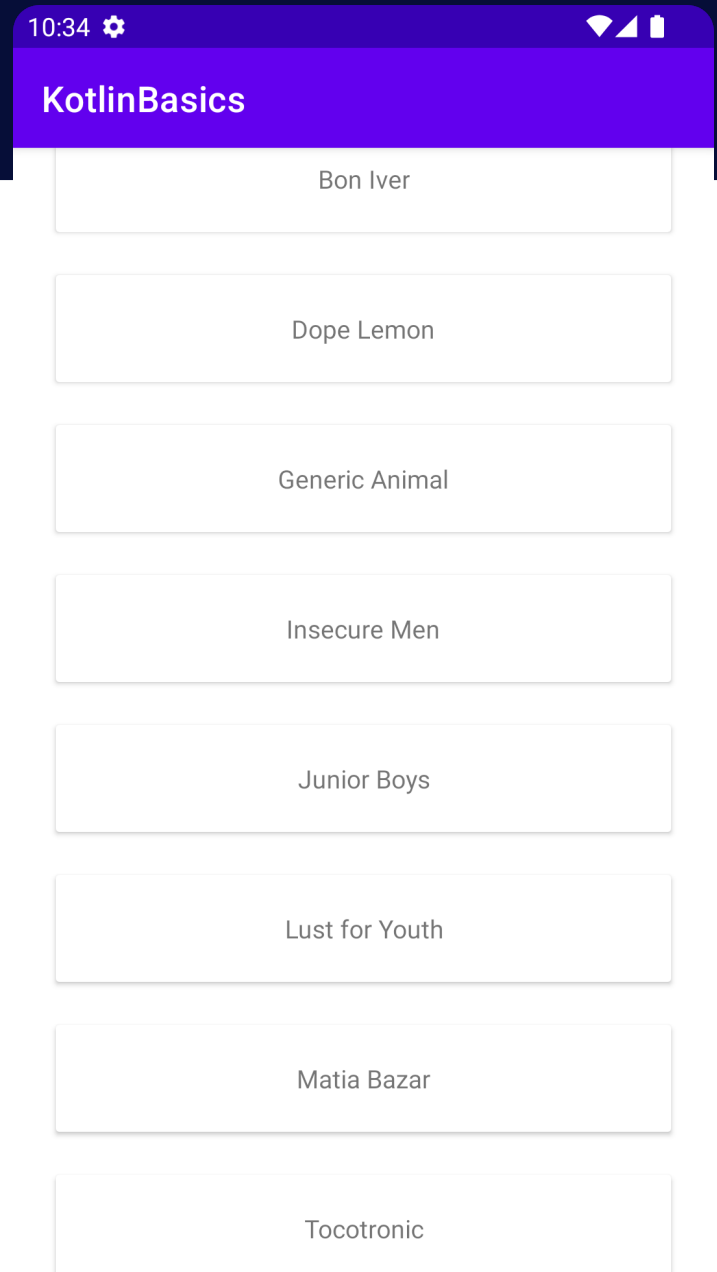 10:34
KotlinBasics
Bon Iver
Dope Lemon
Generic Animal
Insecure Men
Junior Boys
Lust for Youth
Matia Bazar
Tocotronic